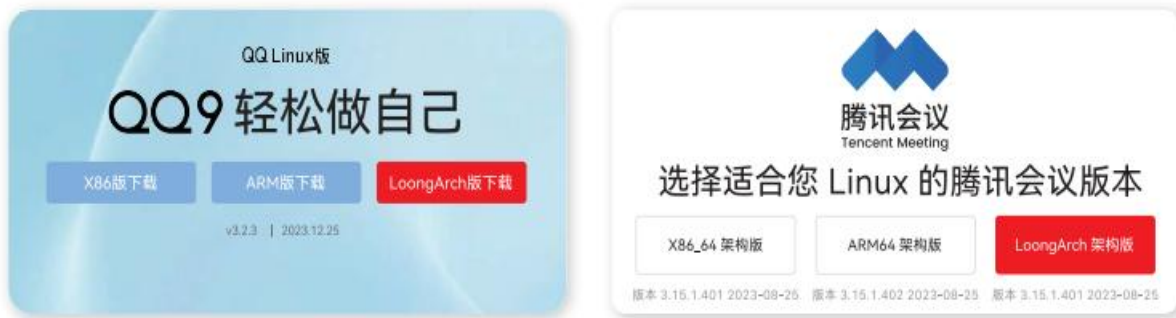 QQ Linux版
QQ9 轻松做自己
X86版下载 ARM版下载 LoongArch版下载
v3.2.3 | 2023.12.25
腾讯会议
Tencent Meeting
选择适合您 Linux 的腾讯会议版本
X86_64 架构版 ARM64 架构版 LoongArch 架构版
版本 3.15.1.401 2023-08-25 版本 3.15.1.402 2023-08-25 版本 3.15.1.401 2023-08-25